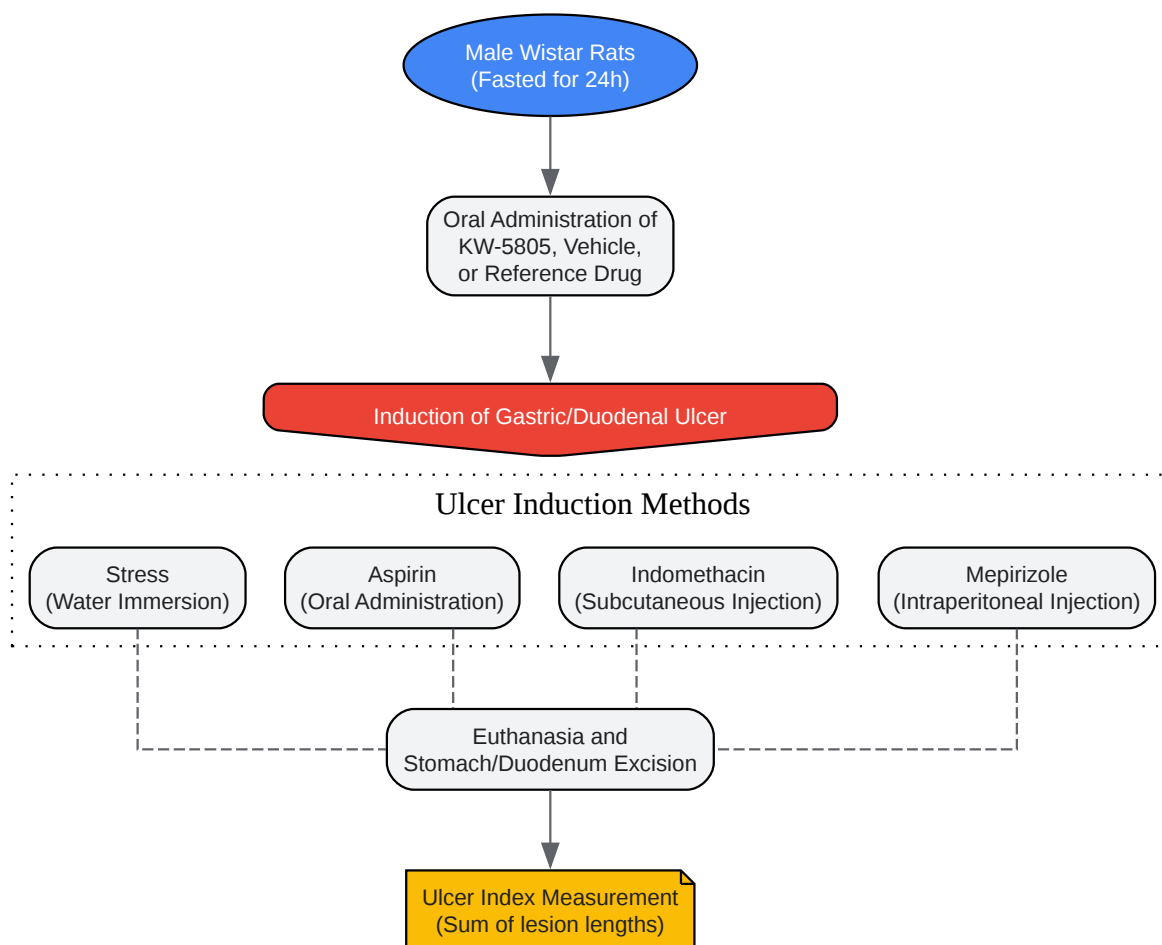 Male Wistar Rats
(Fasted for 24h)
Oral Administration of
KW-5805, Vehicle,
or Reference Drug
Induction of Gastric/Duodenal Ulcer
Ulcer Induction Methods
Stress
(Water Immersion)
Aspirin
(Oral Administration)
Indomethacin
(Subcutaneous Injection)
Mepirizole
(Intraperitoneal Injection)
Euthanasia and
Stomach/Duodenum Excision
Ulcer Index Measurement
(Sum of lesion lengths)